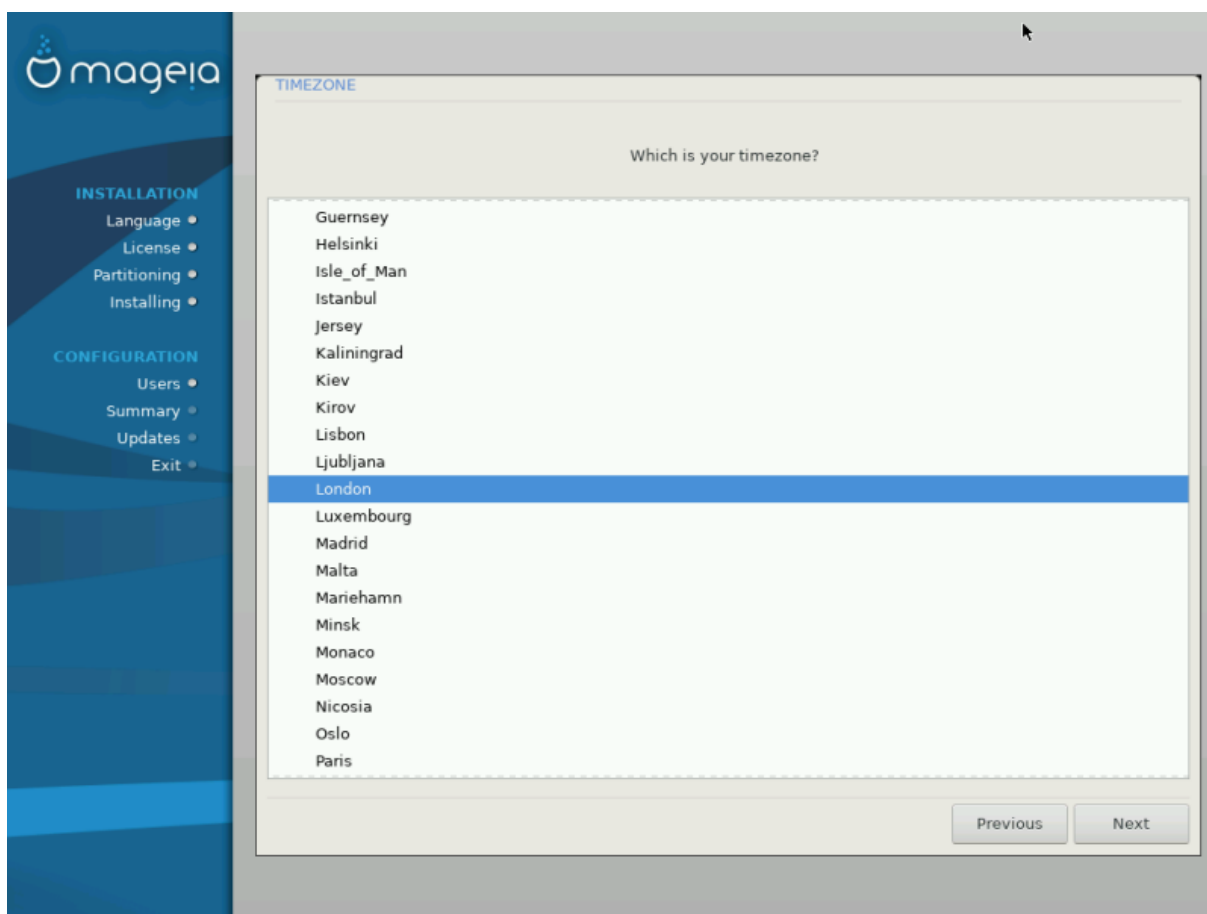 mageia
INSTALLATION
Language
License
Partitioning
Installing
CONFIGURATION
Users
Summary
Updates
Exit
TIMEZONE
Which is your timezone?
Guernsey
Helsinki
Isle_of_Man
Istanbul
Jersey
Kaliningrad
Kiev
Kirov
Lisbon
Ljubljana
London
Luxembourg
Madrid
Malta
Mariehamn
Minsk
Monaco
Moscow
Nicosia
Oslo
Paris
Previous
Next